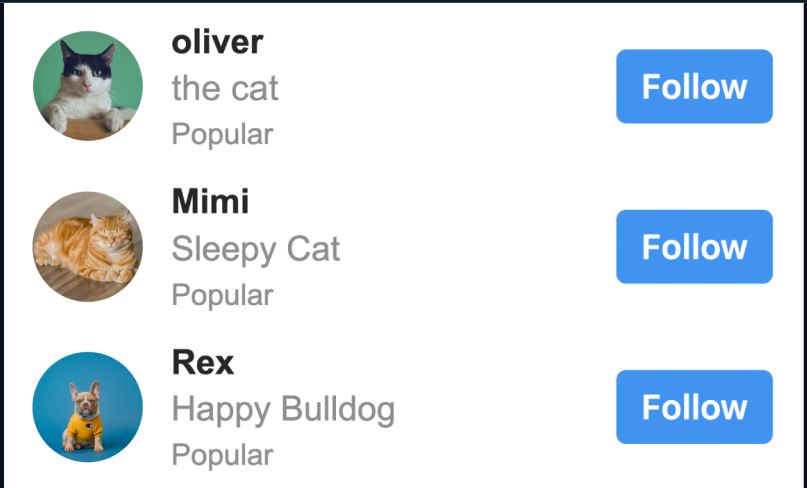 oliver
the cat
Popular
Follow
Mimi
Sleepy Cat
Popular
Follow
Rex
Happy Bulldog
Popular
Follow